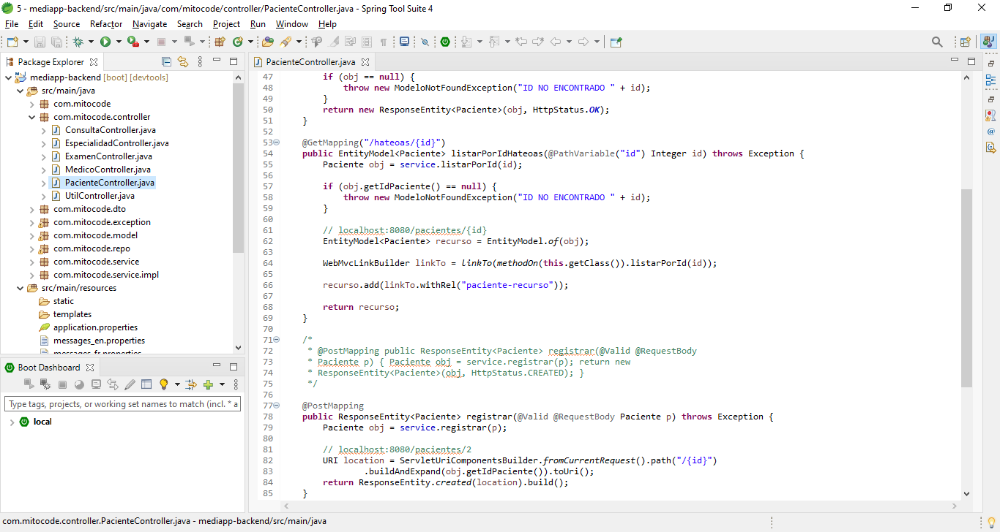 5 - mediapp-backend/src/main/java/com/mitocode/controller/PacienteController.java - Spring Tool Suite 4
File Edit Source Refactor Navigate Search Project Run Window Help
Package Explorer
mediapp-backend [boot] [devtools]
src/main/java
com.mitocode
com.mitocode.controller
ConsultaController.java
EspecialidadController.java
ExamenController.java
MedicoController.java
PacienteController.java
UtilController.java
com.mitocode.dto
com.mitocode.exception
com.mitocode.model
com.mitocode.repo
com.mitocode.service
com.mitocode.service.impl
src/main/resources
static
templates
application.properties
messages_en.properties
messages_fr.properties
Boot Dashboard
Type tags, projects, or working set names to match (incl. * a
local
PacienteController.java
47 if (obj == null) {
48 throw new ModeloNotFoundException("ID NO ENCONTRADO " + id);
49 }
50 return new ResponseEntity<Paciente>(obj, HttpStatus.OK);
51 }
52
53 @GetMapping("/hateoas/{id}")
54 public EntityModel<Paciente> listarPorIdHateoas(@PathVariable("id") Integer id) throws Exception {
55 Paciente obj = service.listarPorId(id);
56
57 if (obj.getIdPaciente() == null) {
58 throw new ModeloNotFoundException("ID NO ENCONTRADO " + id);
59 }
60
61 // localhost:8080/pacientes/{id}
62 EntityModel<Paciente> recurso = EntityModel.of(obj);
63
64 WebMvcLinkBuilder linkTo = linkTo(methodOn(this.getClass()).listarPorId(id));
65
66 recurso.add(linkTo.withRel("paciente-recurso"));
67
68 return recurso;
69 }
70
71 /*
72 * @PostMapping public ResponseEntity<Paciente> registrar(@Valid @RequestBody
73 * Paciente p) { Paciente obj = service.registrar(p); return new
74 * ResponseEntity<Paciente>(obj, HttpStatus.CREATED); }
75 */
76
77 @PostMapping
78 public ResponseEntity<Paciente> registrar(@Valid @RequestBody Paciente p) throws Exception {
79 Paciente obj = service.registrar(p);
80
81 // localhost:8080/pacientes/2
82 URI location = ServletUriComponentsBuilder.fromCurrentRequest().path("/{id}")
83 .buildAndExpand(obj.getIdPaciente()).toUri();
84 return ResponseEntity.created(location).build();
85 }
com.mitocode.controller.PacienteController.java - mediapp-backend/src/main/java